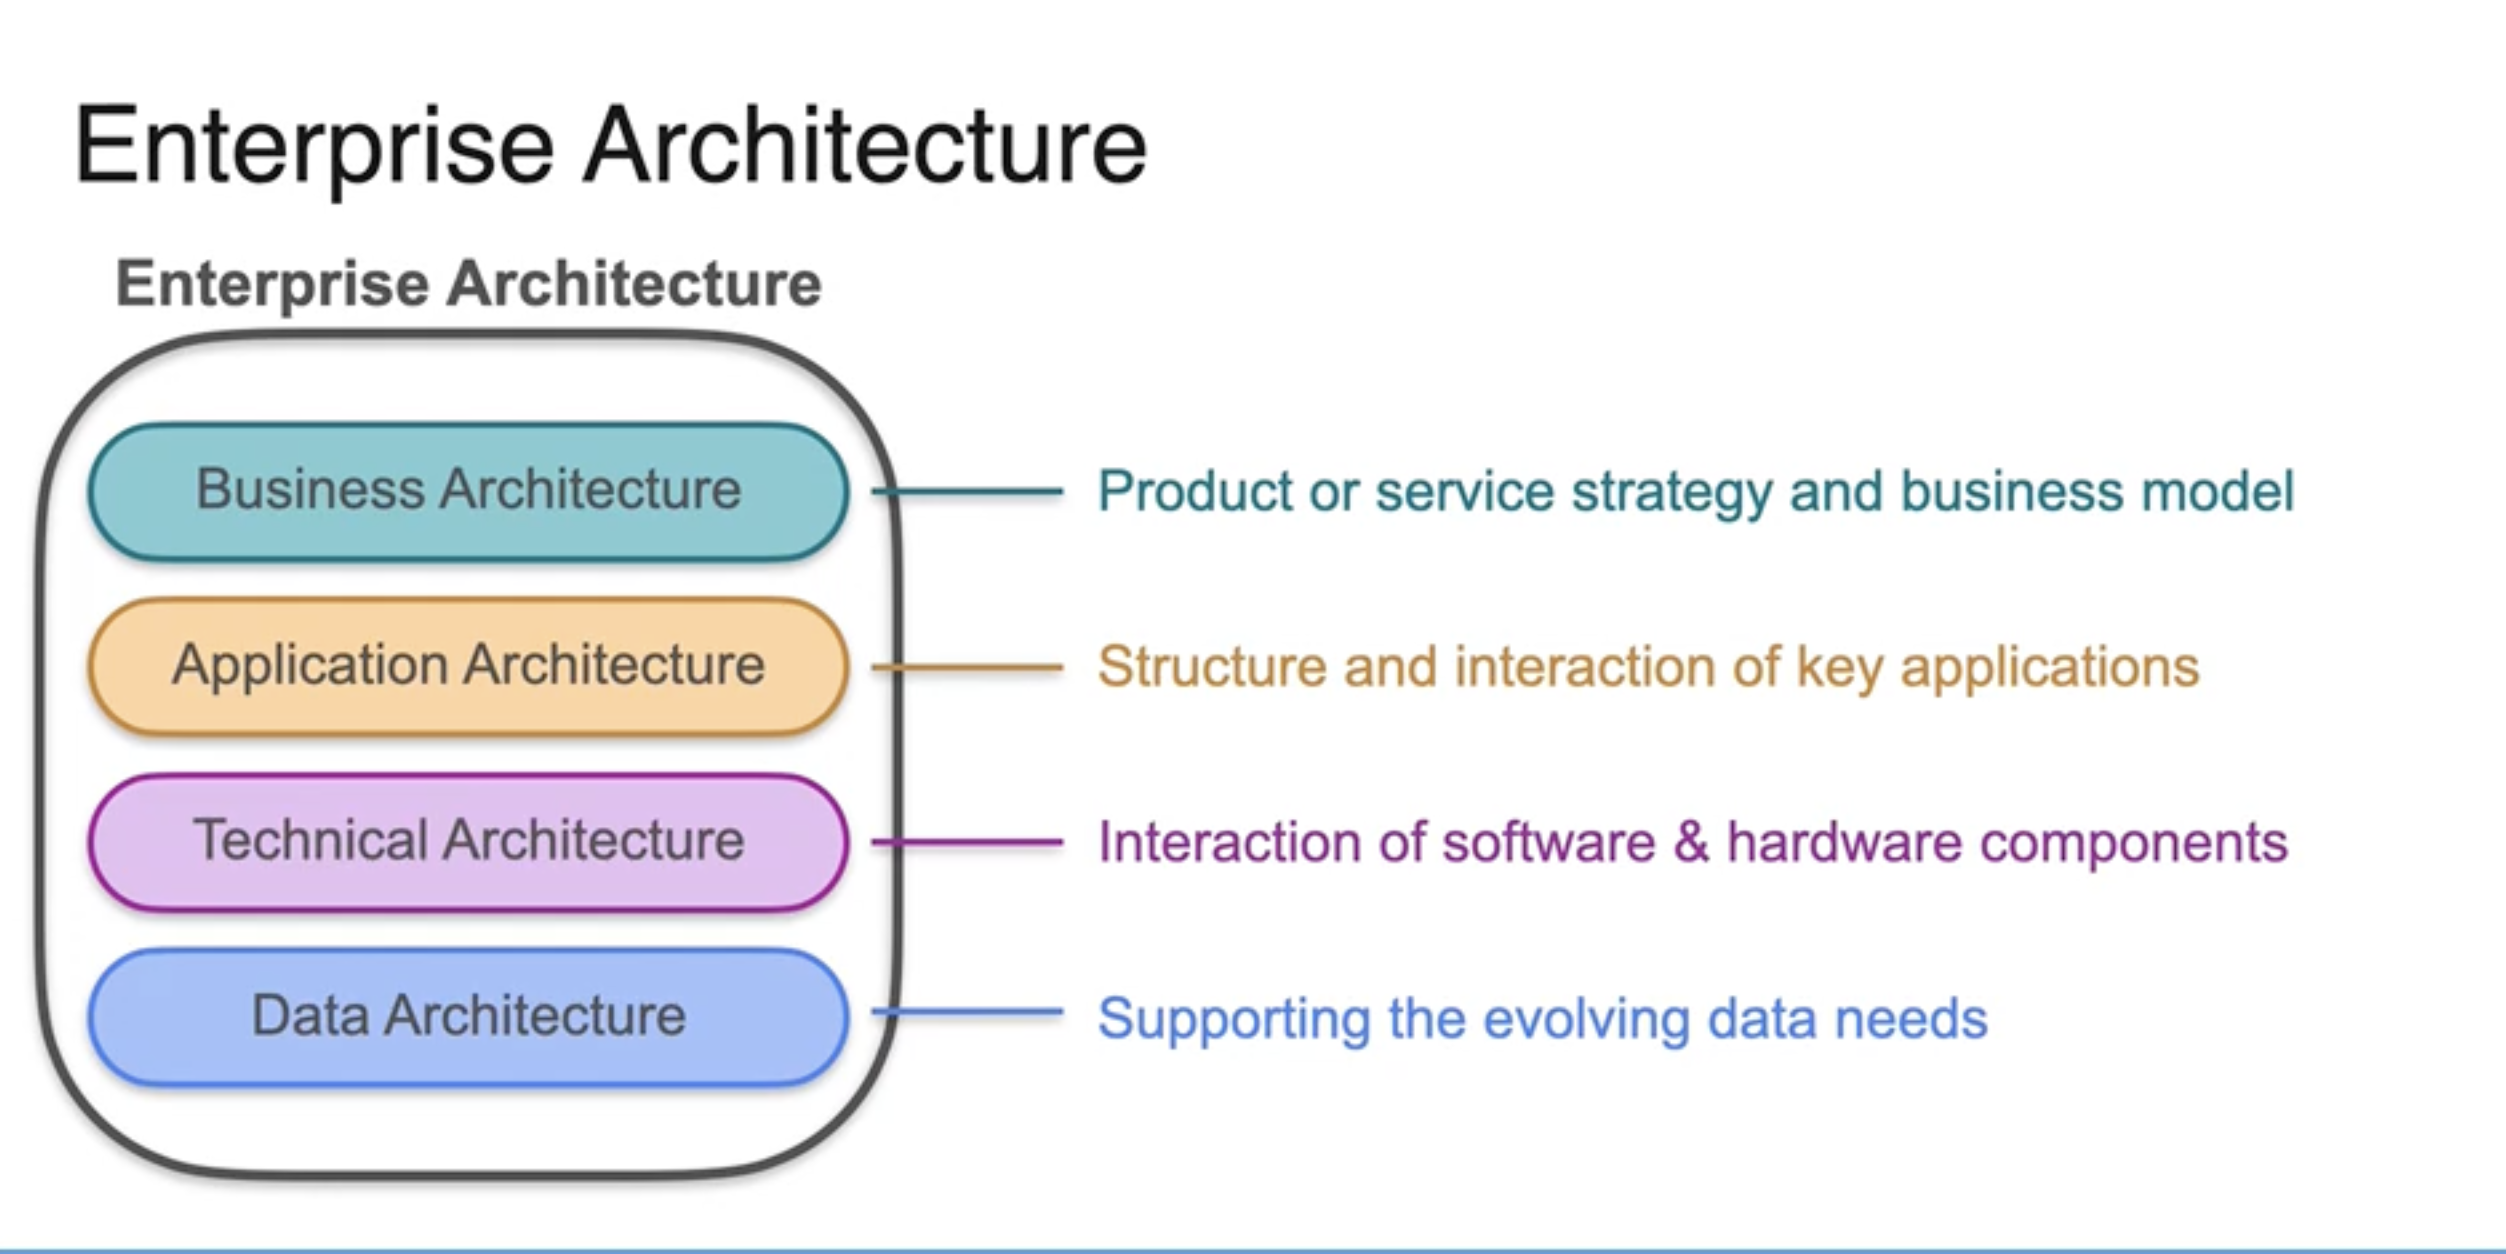 Enterprise Architecture
Enterprise Architecture
Business Architecture
Product or service strategy and business model
Application Architecture
Structure and interaction of key applications
Technical Architecture
Interaction of software & hardware components
Data Architecture
Supporting the evolving data needs